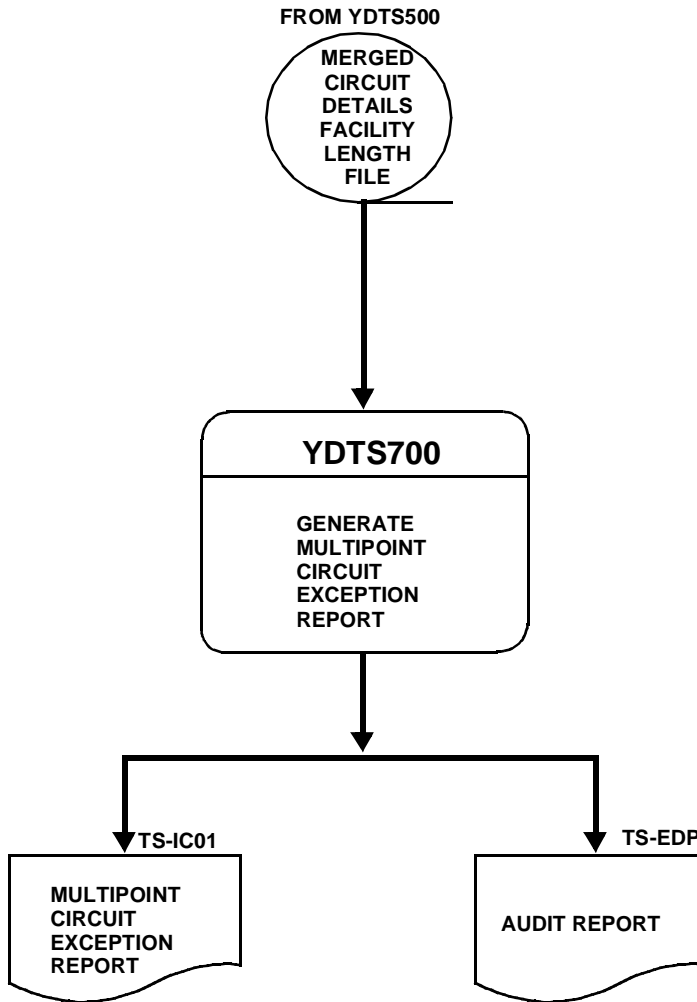 FROM YDTS500
MERGED
CIRCUIT
DETAILS
FACILITY
LENGTH
FILE
YDTS700
GENERATE
MULTIPOINT
CIRCUIT
EXCEPTION
REPORT
TS-IC01
MULTIPOINT
CIRCUIT
EXCEPTION
REPORT
TS-EDP
AUDIT REPORT